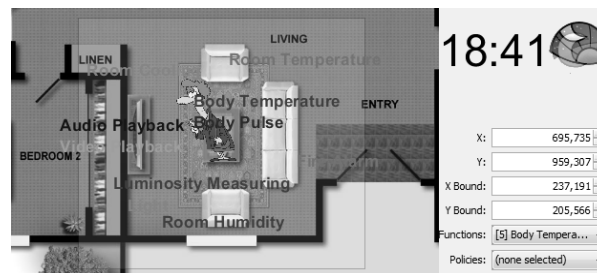 LIVING
18:41
LINEN
Room Temperature
Room Cool
Body Temperature
ENTRY
Audio Playback
Body Pulse
Video Playback
BEDROOM 2
Luminosity Measuring
Room Humidity
X: 695,735
Y: 959,307
X Bound: 237,191
Y Bound: 205,566
Functions: [5] Body Tempera...
Policies: (none selected)